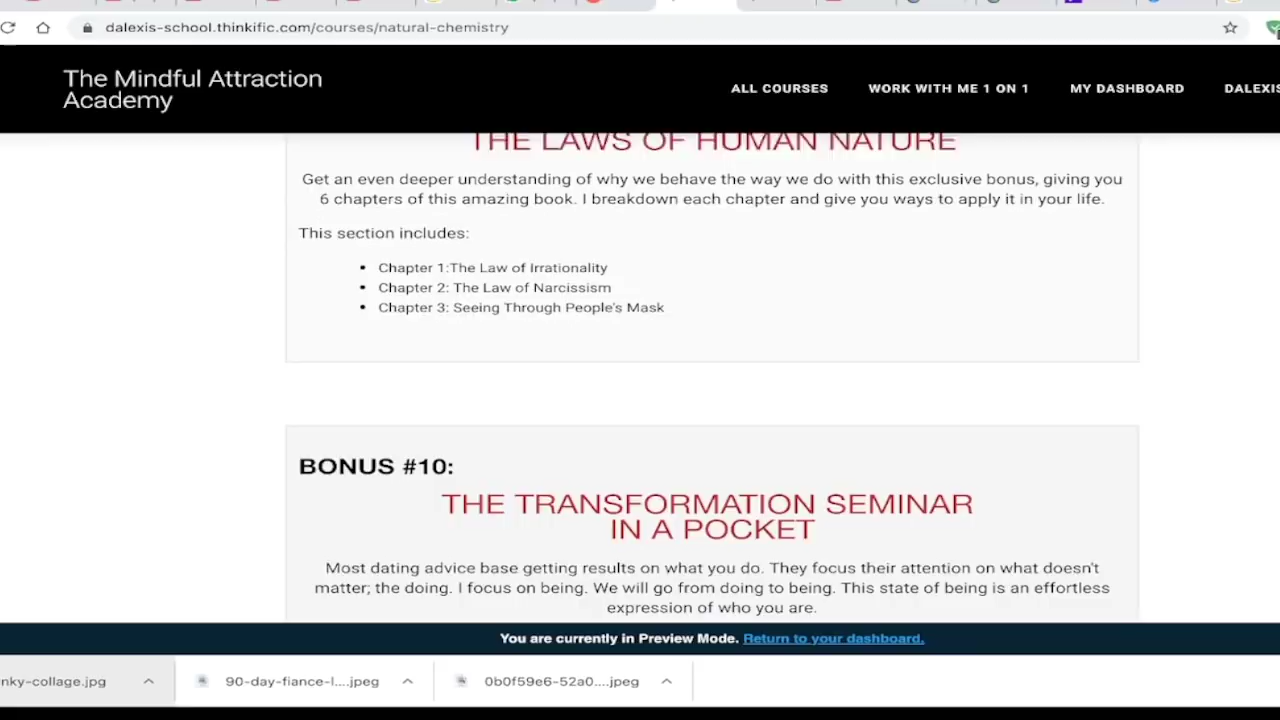 dalexis-school.thinkific.com/courses/natural-chemistry
The Mindful Attraction
Academy
ALL COURSES
WORK WITH ME 1 ON 1
MY DASHBOARD
DALEXIS
THE LAWS OF HUMAN NATURE
Get an even deeper understanding of why we behave the way we do with this exclusive bonus, giving you
6 chapters of this amazing book. I breakdown each chapter and give you ways to apply it in your life.
This section includes:
• Chapter 1:The Law of Irrationality
• Chapter 2: The Law of Narcissism
• Chapter 3: Seeing Through People's Mask
BONUS #10:
THE TRANSFORMATION SEMINAR
IN A POCKET
Most dating advice base getting results on what you do. They focus their attention on what doesn't
matter; the doing. I focus on being. We will go from doing to being. This state of being is an effortless
expression of who you are.
You are currently in Preview Mode. Return to your dashboard.
nky-collage.jpg
90-day-fiance-l....jpeg
0b0f59e6-52a0....jpeg